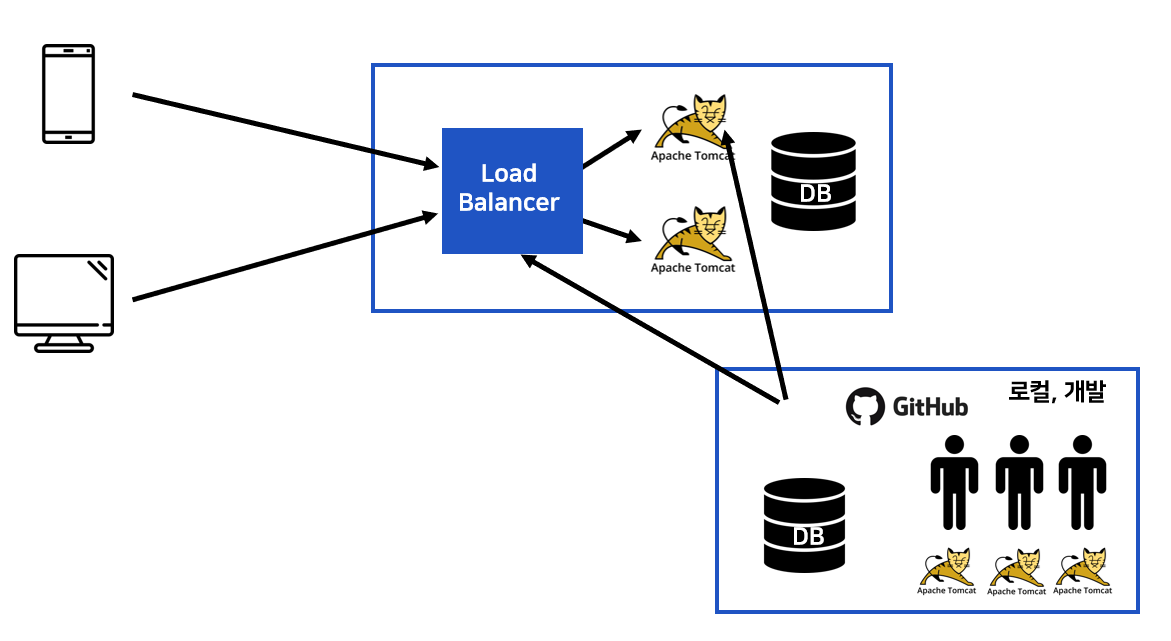 Load
Balancer
Apache Tomcat
DB
Apache Tomcat
GitHub
로컬, 개발
DB
Apache Tomcat
Apache Tomcat
Apache Tomcat